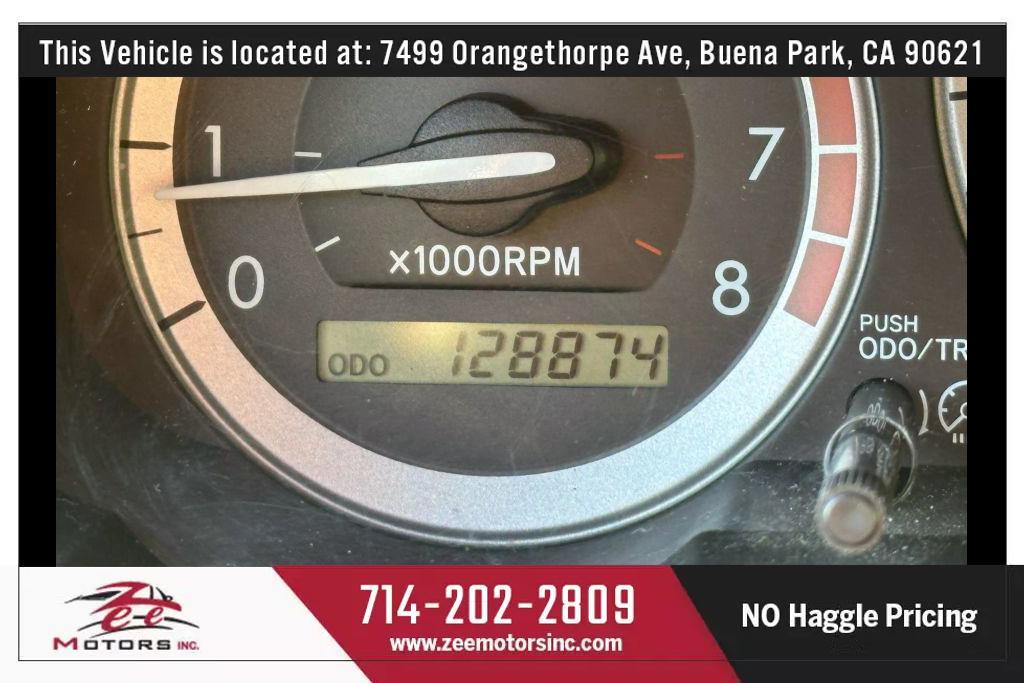 This Vehicle is located at: 7499 Orangethorpe Ave, Buena Park, CA 90621
1
7
0
x1000RPM
8
PUSH
ODO/TR
ODO 128874
Zee
MOTORS INC.
714-202-2809
www.zeemotorsinc.com
NO Haggle Pricing